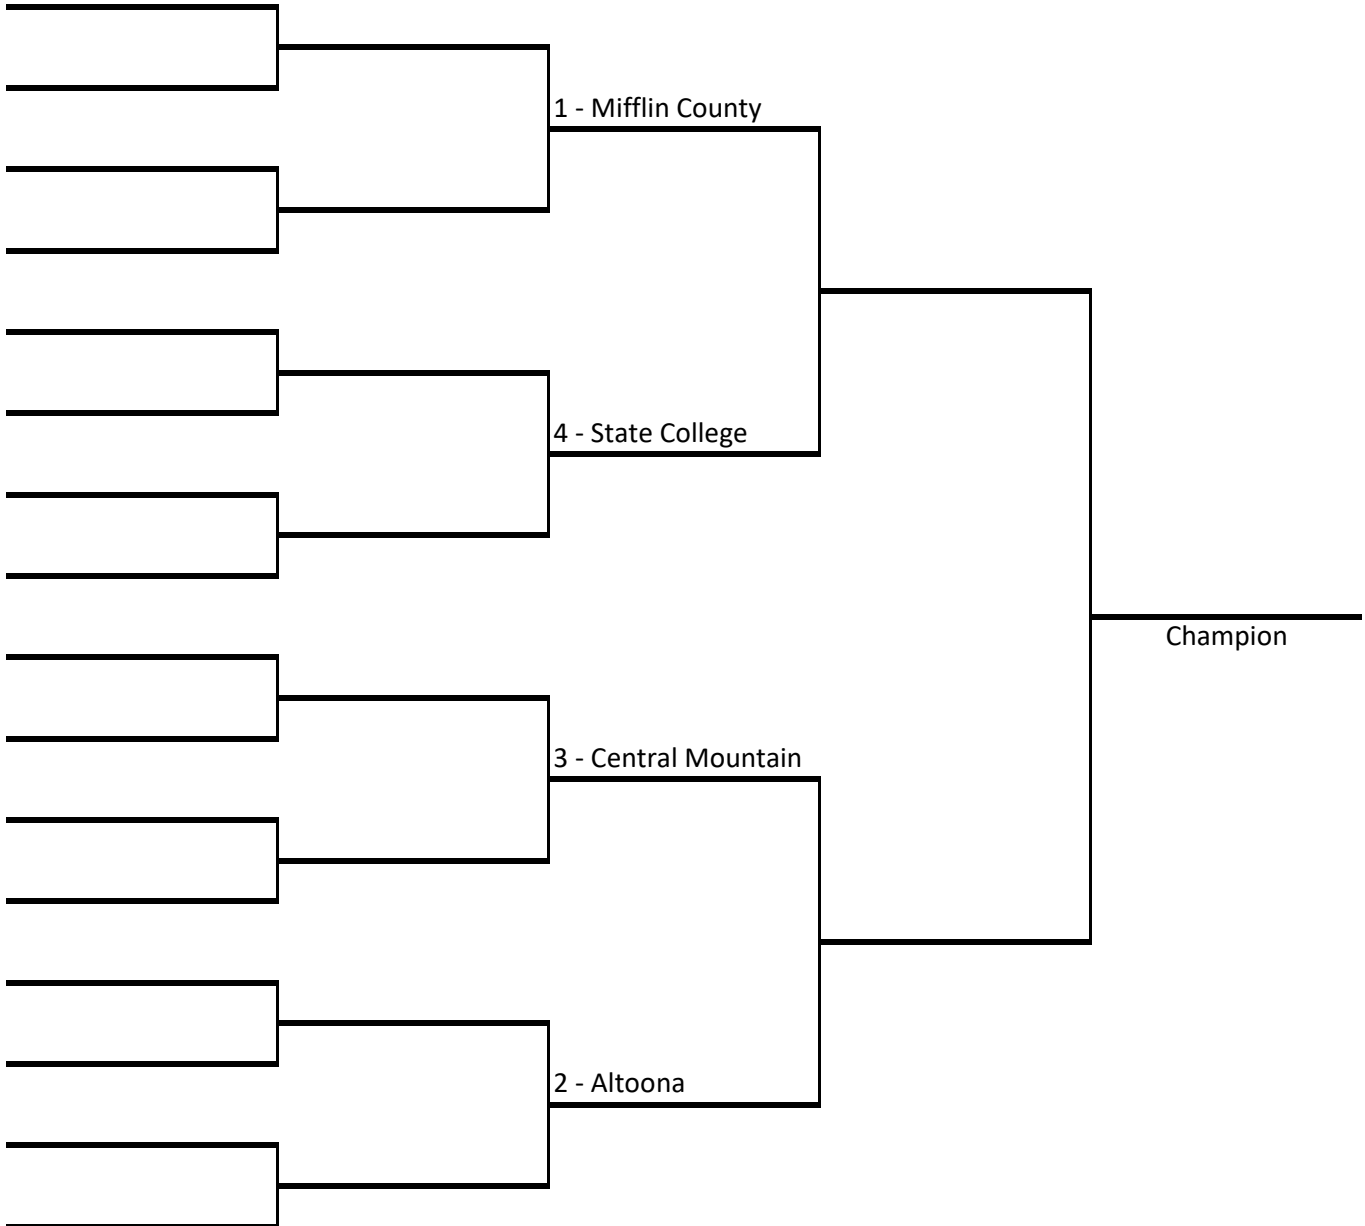 1 - Mifflin County
4 - State College
Champion
3 - Central Mountain
2 - Altoona